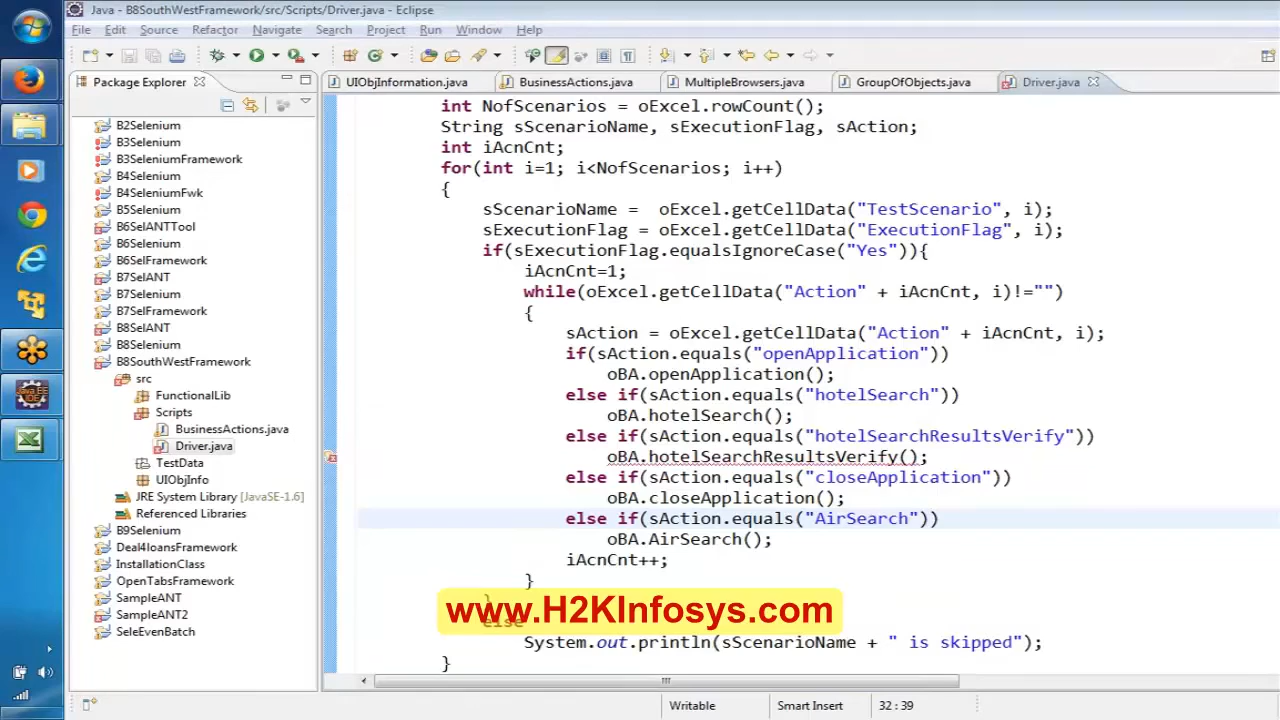 Java - B8SouthWestFramework/src/Scripts/Driver.java - Eclipse
File Edit Source Refactor Navigate Search Project Run Window Help
Package Explorer
UIObjInformation.java BusinessActions.java MultipleBrowsers.java GroupOfObjects.java Driver.java
B2Selenium
B3Selenium
B3SeleniumFramework
B4Selenium
B4SeleniumFwk
B5Selenium
B6SelANTTool
B6Selenium
B6SelFramework
B7SelANT
B7Selenium
B7SelFramework
B8SelANT
B8Selenium
B8SouthWestFramework
src
FunctionalLib
Scripts
BusinessActions.java
Driver.java
TestData
UIObjInfo
JRE System Library [JavaSE-1.6]
Referenced Libraries
B9Selenium
Deal4loansFramework
InstallationClass
OpenTabsFramework
SampleANT
SampleANT2
SeleEvenBatch
int NofScenarios = oExcel.rowCount();
String sScenarioName, sExecutionFlag, sAction;
int iAcnCnt;
for(int i=1; i<NofScenarios; i++)
{
sScenarioName = oExcel.getCellData("TestScenario", i);
sExecutionFlag = oExcel.getCellData("ExecutionFlag", i);
if(sExecutionFlag.equalsIgnoreCase("Yes")){
iAcnCnt=1;
while(oExcel.getCellData("Action" + iAcnCnt, i)!="")
{
sAction = oExcel.getCellData("Action" + iAcnCnt, i);
if(sAction.equals("openApplication"))
oBA.openApplication();
else if(sAction.equals("hotelSearch"))
oBA.hotelSearch();
else if(sAction.equals("hotelSearchResultsVerify"))
oBA.hotelSearchResultsVerify();
else if(sAction.equals("closeApplication"))
oBA.closeApplication();
else if(sAction.equals("AirSearch"))
oBA.AirSearch();
iAcnCnt++;
}
}
else
System.out.println(sScenarioName + " is skipped");
}
www.H2KInfosys.com
Writable Smart Insert 32 : 39
Java EE
IDE